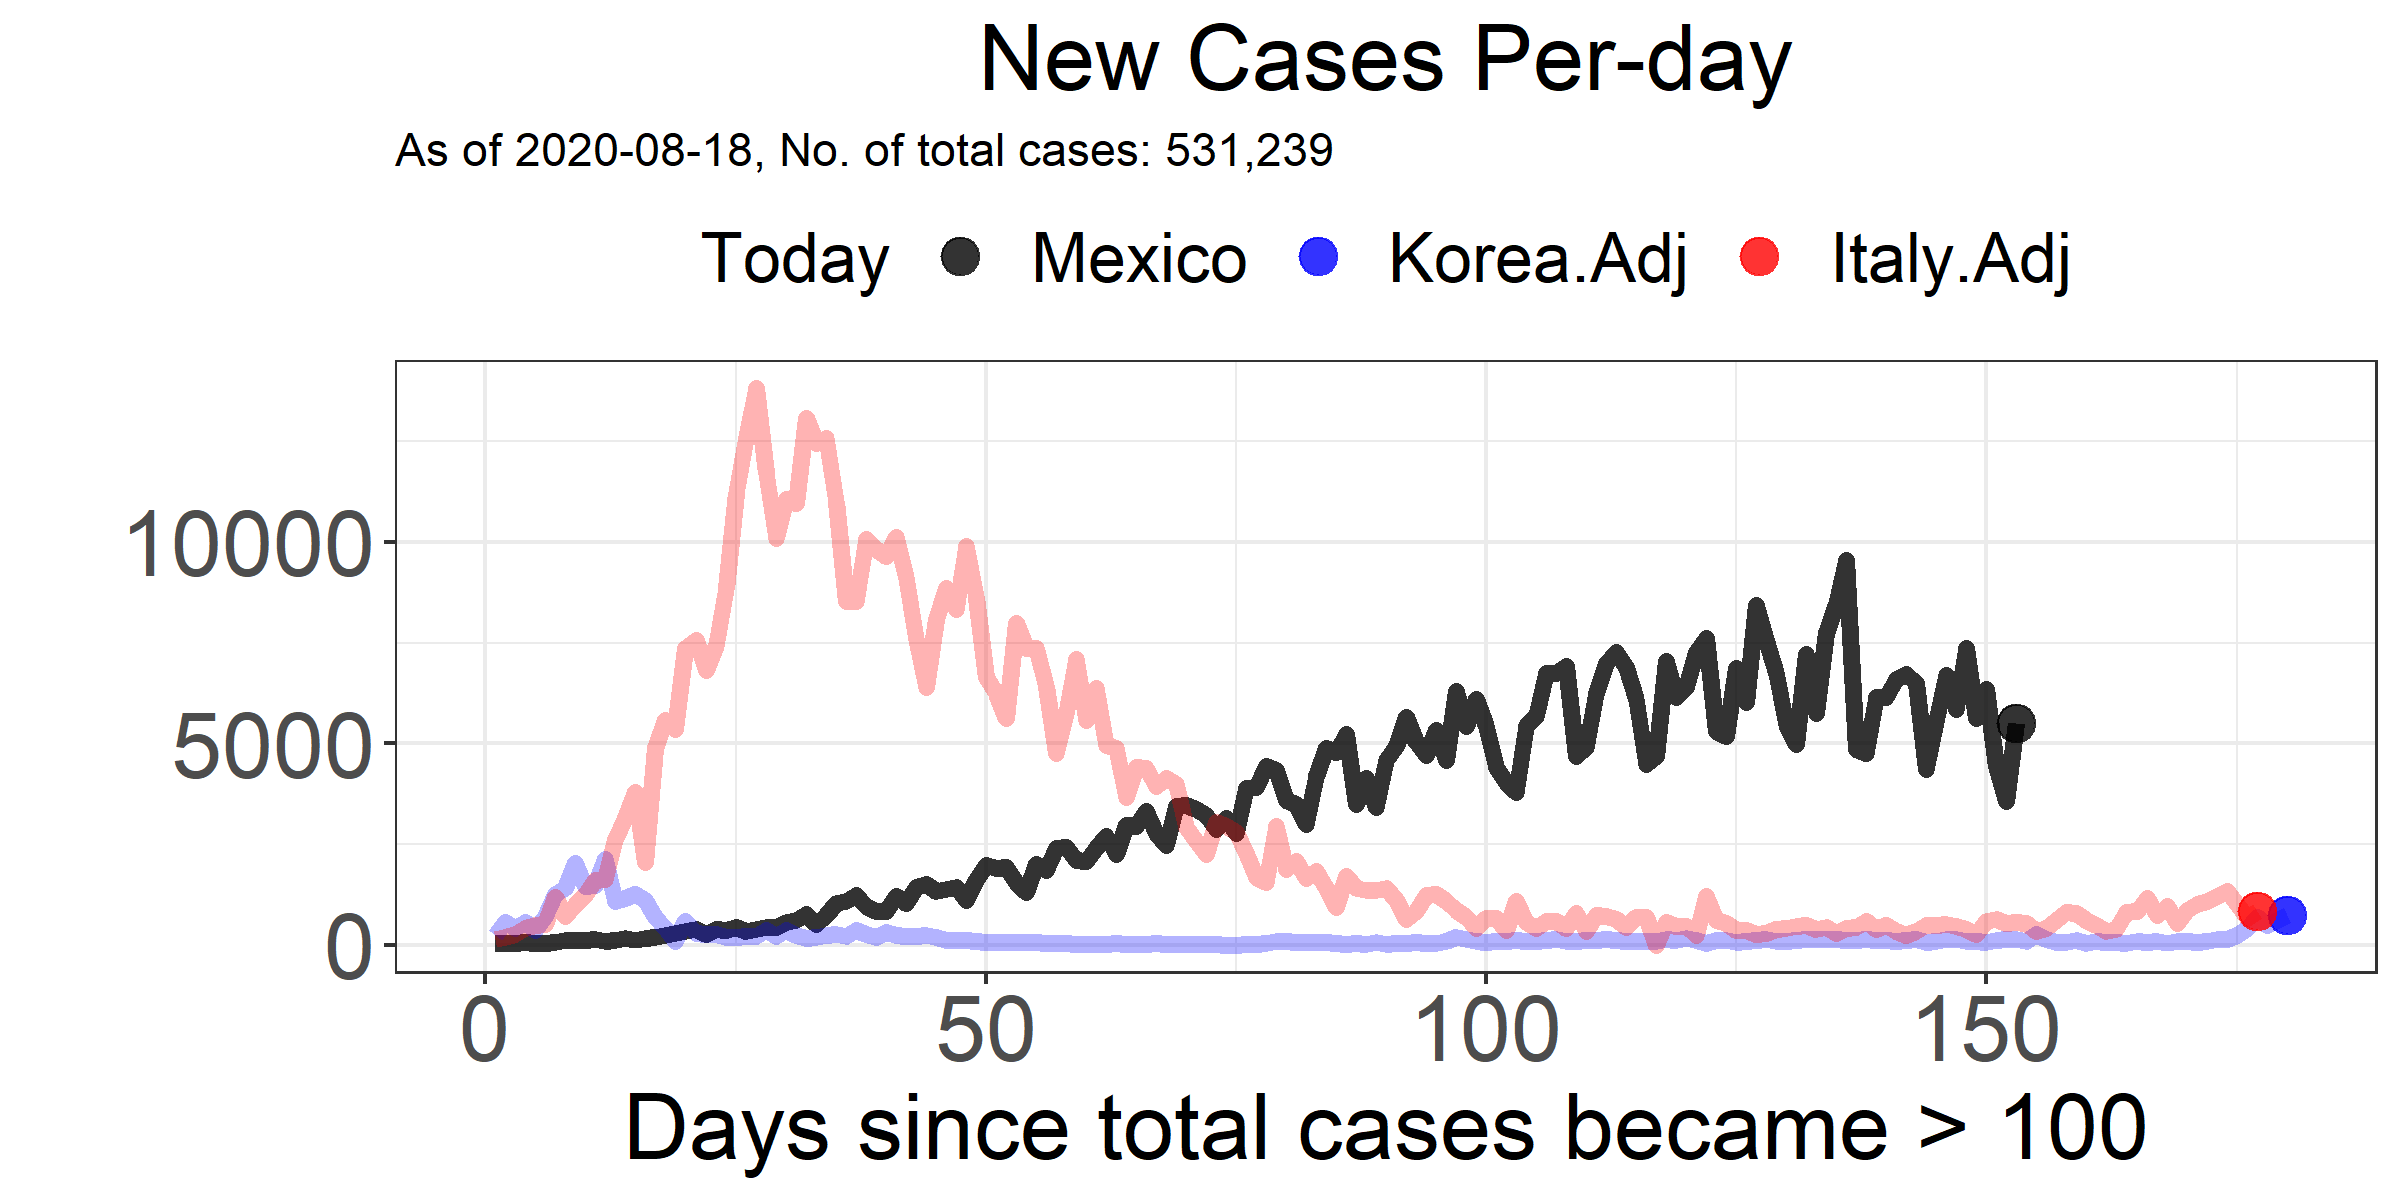 New Cases Per-day
As of 2020-08-18, No. of total cases: 531,239
Today Mexico Korea.Adj Italy.Adj
10000
5000
0
0 50 100 150
Days since total cases became > 100